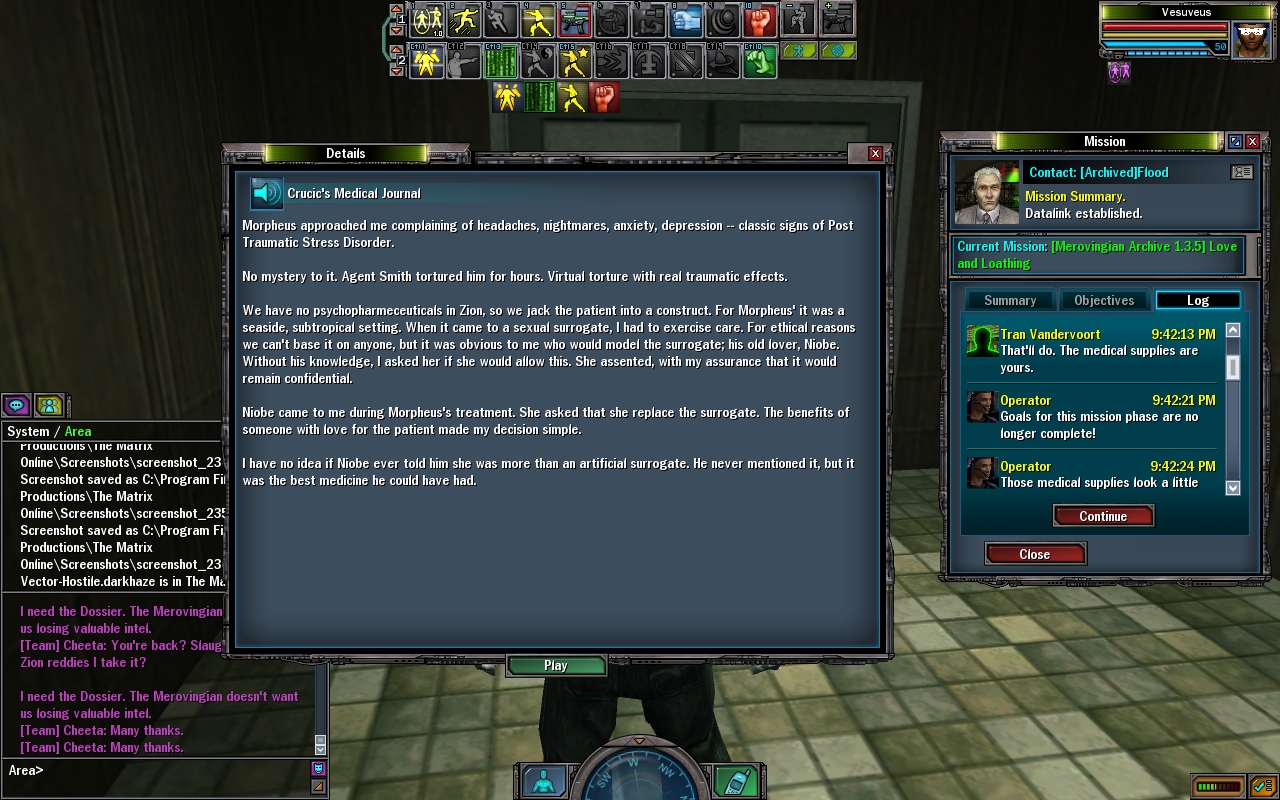 Vesuveus
50
Details
Crucic's Medical Journal
Morpheus approached me complaining of headaches, nightmares, anxiety, depression -- classic signs of Post
Traumatic Stress Disorder.
No mystery to it. Agent Smith tortured him for hours. Virtual torture with real traumatic effects.
We have no psychopharmeceuticals in Zion, so we jack the patient into a construct. For Morpheus' it was a
seaside, subtropical setting. When it came to a sexual surrogate, I had to exercise care. For ethical reasons
we can't base it on anyone, but it was obvious to me who would model the surrogate; his old lover, Niobe.
Without his knowledge, I asked her if she would allow this. She assented, with my assurance that it would
remain confidential.
Niobe came to me during Morpheus's treatment. She asked that she replace the surrogate. The benefits of
someone with love for the patient made my decision simple.
I have no idea if Niobe ever told him she was more than an artificial surrogate. He never mentioned it, but it
was the best medicine he could have had.
Play
Mission
Contact: [Archived]Flood
Mission Summary.
Datalink established.
Current Mission: [Merovingian Archive 1.3.5] Love
and Loathing
Summary
Objectives
Log
Tran Vandervoort 9:42:13 PM
That'll do. The medical supplies are
yours.
Operator 9:42:21 PM
Goals for this mission phase are no
longer complete!
Operator 9:42:24 PM
Those medical supplies look a little
Continue
Close
System / Area
Productions\The Matrix
Online\Screenshots\screenshot_23
Screenshot saved as C:\Program Fi
Productions\The Matrix
Online\Screenshots\screenshot_235
Screenshot saved as C:\Program Fi
Productions\The Matrix
Online\Screenshots\screenshot_23
Vector-Hostile.darkhaze is in The Ma
I need the Dossier. The Merovingian
us losing valuable intel.
[Team] Cheeta: You're back? Slaug
Zion reddies I take it?
I need the Dossier. The Merovingian doesn't want
us losing valuable intel.
[Team] Cheeta: Many thanks.
[Team] Cheeta: Many thanks.
Area>
SW W NW